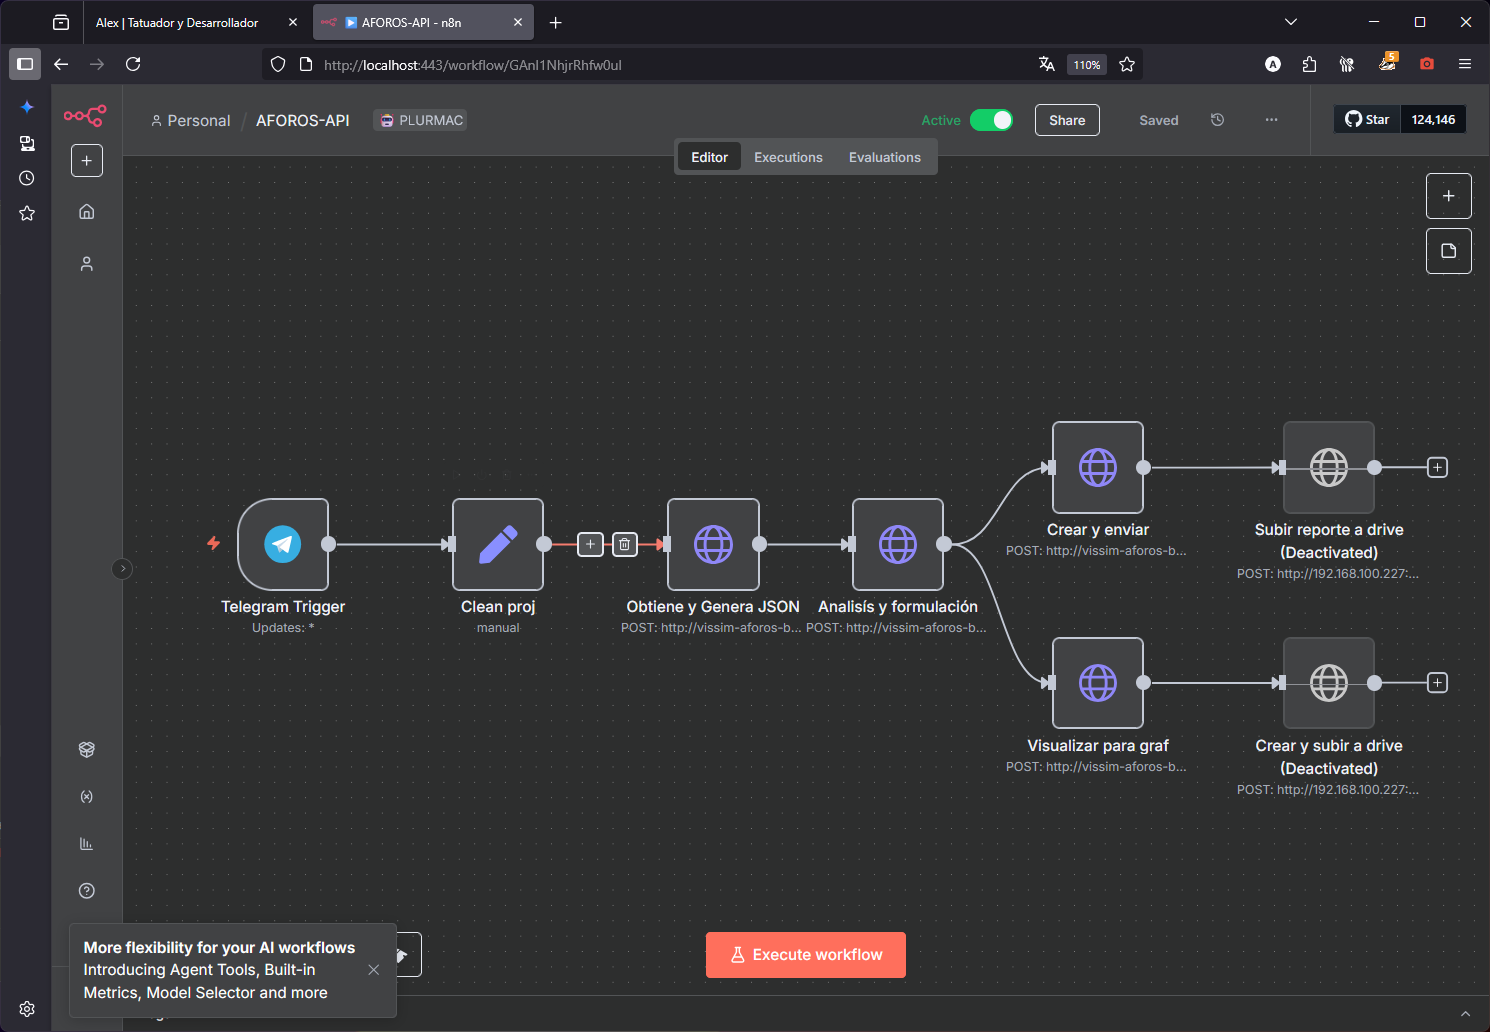 Alex | Tatuador y Desarrollador
AFOROS-API - n8n
http://localhost:443/workflow/GAnI1NhjrRhfw0ul
110%
A
5
Personal / AFOROS-API
PLURMAC
Active
Share
Saved
Star
124,146
Editor
Executions
Evaluations
Telegram Trigger
Updates: *
Clean proj
manual
Obtiene y Genera JSON
POST: http://vissim-aforos-b...
Analisís y formulación
POST: http://vissim-aforos-b...
Crear y enviar
POST: http://vissim-aforos-b...
Subir reporte a drive
(Deactivated)
POST: http://192.168.100.227:...
Visualizar para graf
POST: http://vissim-aforos-b...
Crear y subir a drive
(Deactivated)
POST: http://192.168.100.227:...
More flexibility for your AI workflows
Introducing Agent Tools, Built-in
Metrics, Model Selector and more
Execute workflow